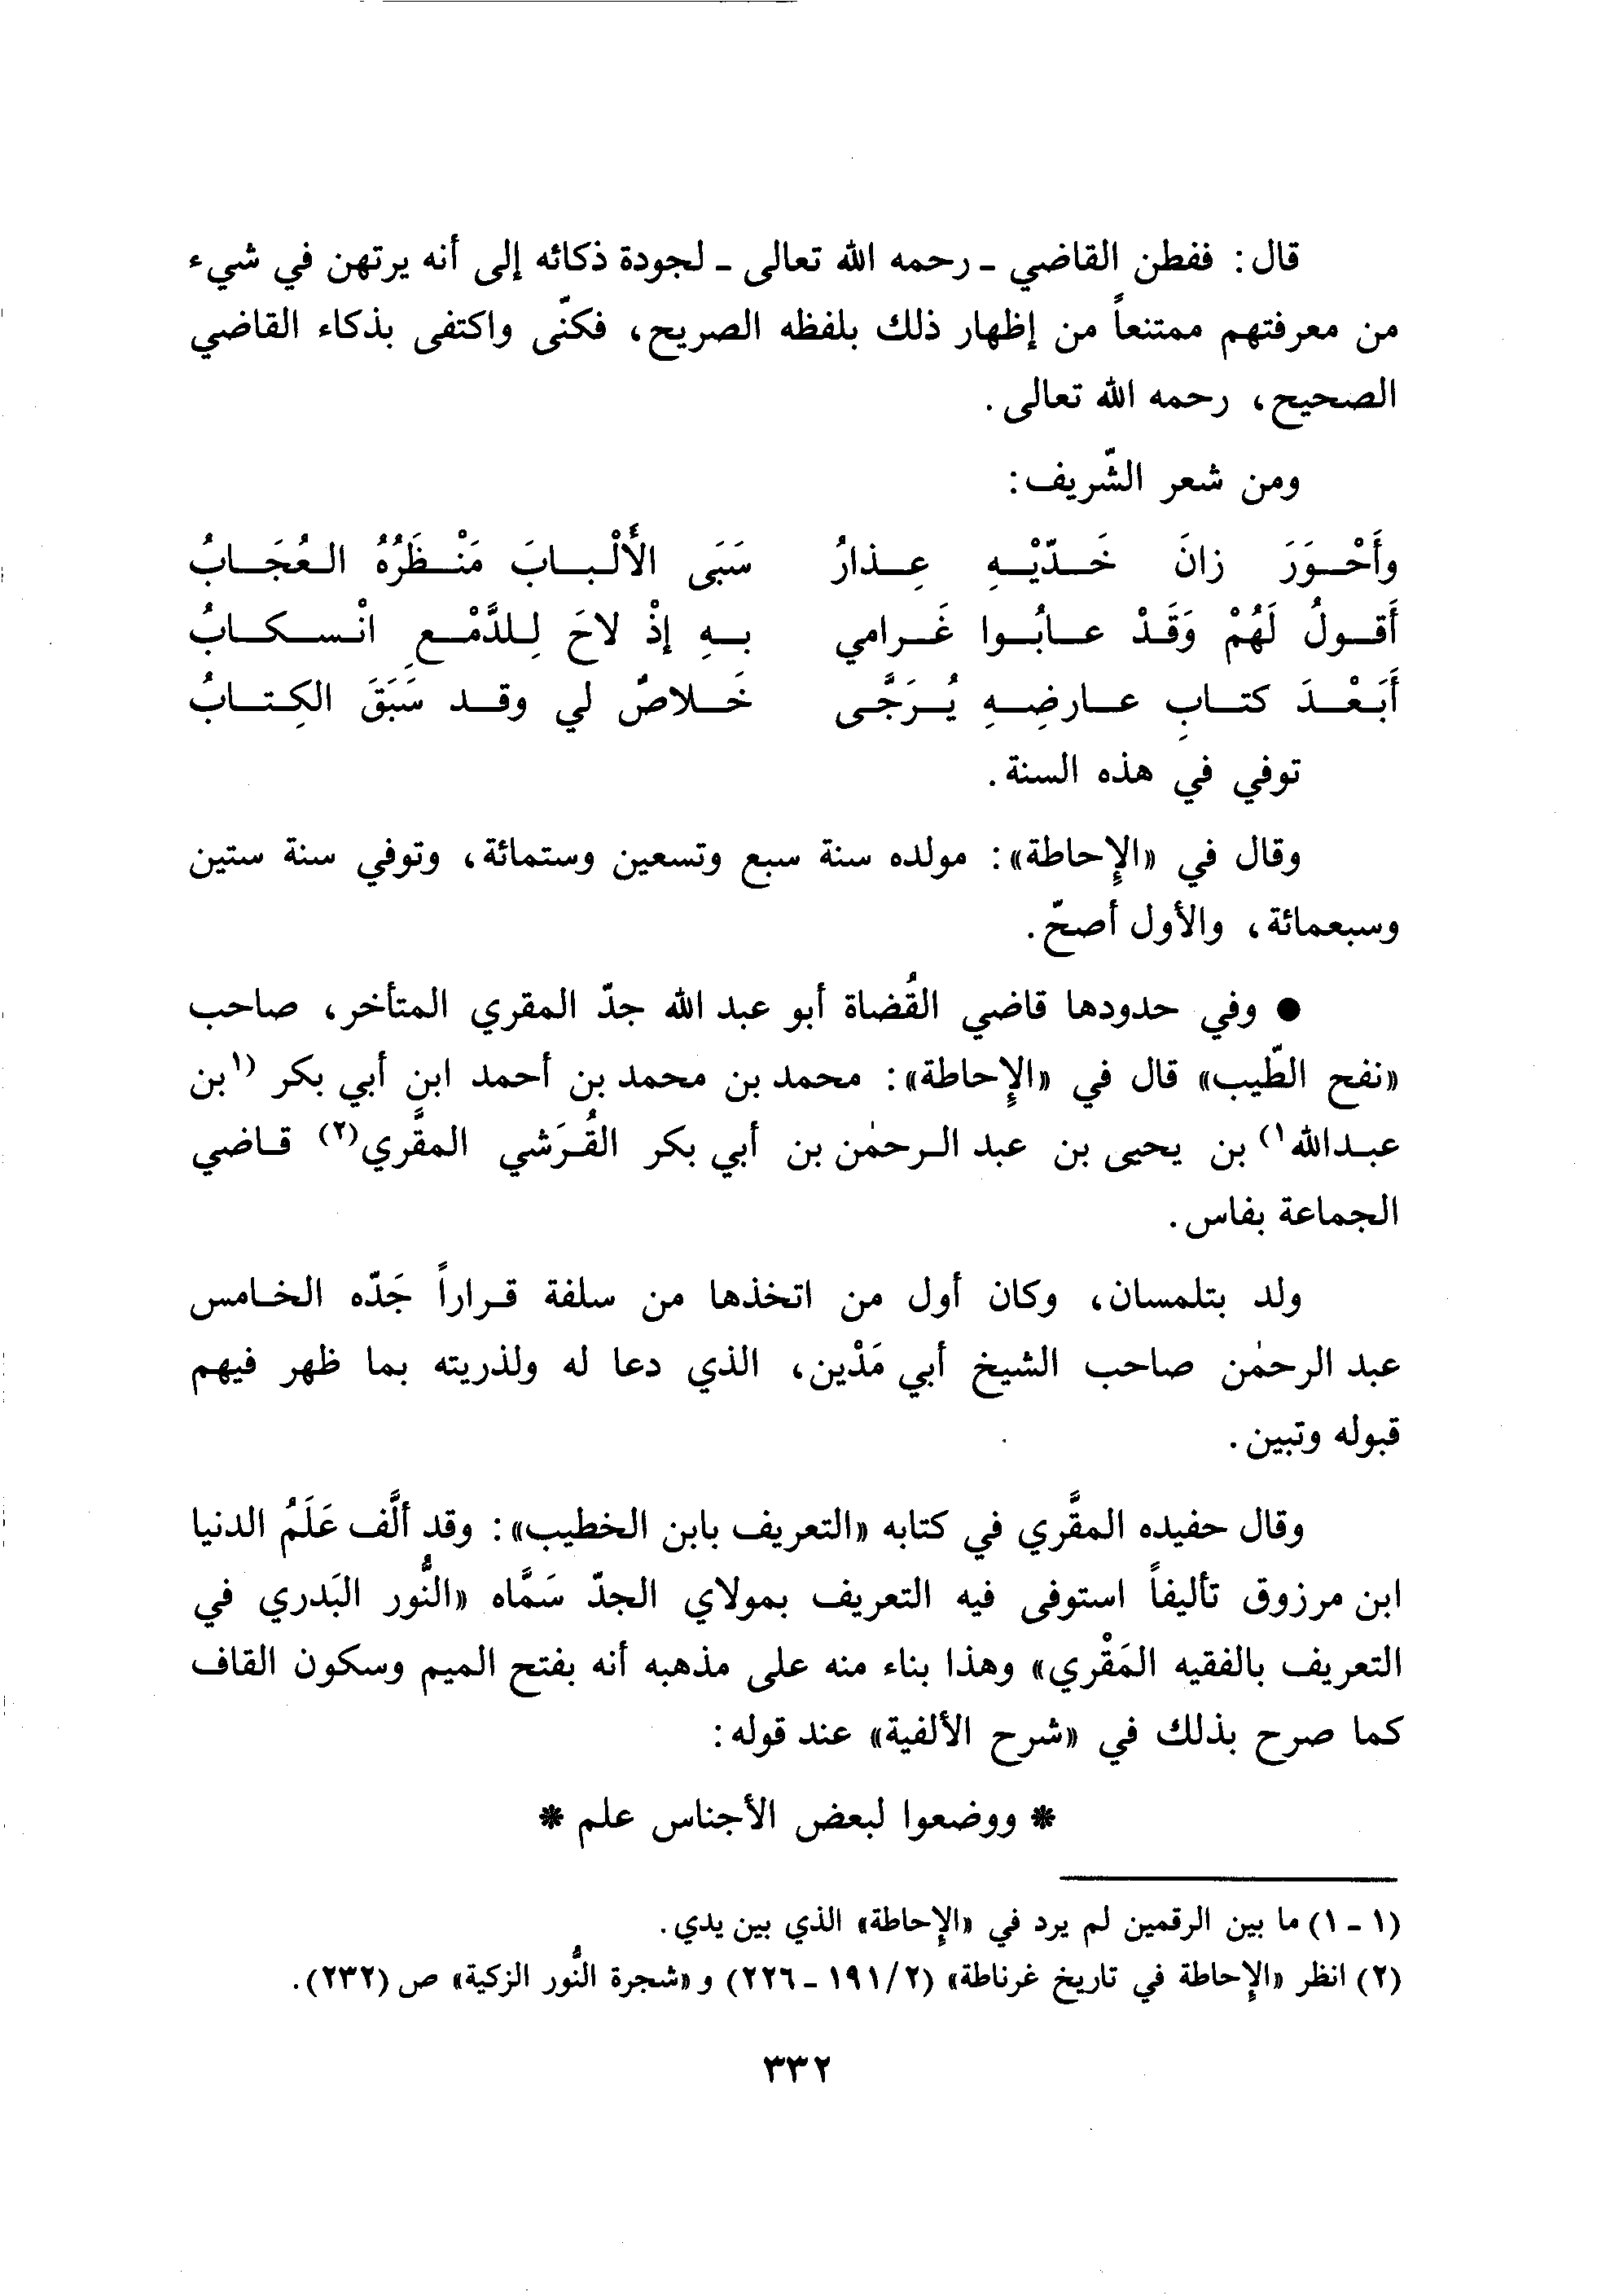 قال: ففطن القاضي ـ رحمه الله تعالى ـ لجودة ذكائه إلى أنه يرتهن في شيء
من معرفتهم ممتنعاً من إظهار ذلك بلفظه الصريح، فكنّى واكتفى بذكاء القاضي
الصحيح، رحمه الله تعالى.
ومن شعر الشّريف:
وأَحْوَرَ زانَ خَدّيْهِ عِذارُ سَبَى الأَلْبابَ مَنْظَرُهُ العُجَابُ
أَقولُ لَهُمْ وَقَدْ عابُوا غَرامي بهِ إذْ لاحَ لِلدَّمْعِ انْسكابُ
أَبَعْدَ كتابِ عارضِهِ يُرَجَّى خَلاصٌ لي وقد سَبَقَ الكِتابُ
توفي في هذه السنة.
وقال في «الإحاطة»: مولده سنة سبع وتسعين وستمائة، وتوفي سنة ستين
وسبعمائة، والأول أصحّ.
● وفي حدودها قاضي القُضاة أبو عبد الله جدّ المقري المتأخر، صاحب
«نفح الطّيب» قال في «الإحاطة»: محمد بن محمد بن أحمد ابن أبي بكر (١بن
عبدالله١) بن يحيى بن عبد الرحمٰن بن أبي بكر القُرَشي المقَّري(٢) قاضي
الجماعة بفاس.
ولد بتلمسان، وكان أول من اتخذها من سلفة قراراً جَدّه الخامس
عبد الرحمٰن صاحب الشيخ أبي مَدْين، الذي دعا له ولذريته بما ظهر فيهم
قبوله وتبين.
وقال حفيده المقَّري في كتابه «التعريف بابن الخطيب»: وقد ألَّف عَلَمُ الدنيا
ابن مرزوق تأليفاً استوفى فيه التعريف بمولاي الجدّ سَمَّاه «النُّور البَدري في
التعريف بالفقيه المَقْري» وهذا بناء منه على مذهبه أنه بفتح الميم وسكون القاف
كما صرح بذلك في «شرح الألفية» عند قوله:
* ووضعوا لبعض الأجناس علم *
(١ ـ ١) ما بين الرقمين لم يرد في «الإحاطة» الذي بين يدي.
(٢) انظر «الإحاطة في تاريخ غرناطة» (٢/ ١٩١ ـ ٢٢٦) و «شجرة النُّور الزكية» ص (٢٣٢).
٣٣٢